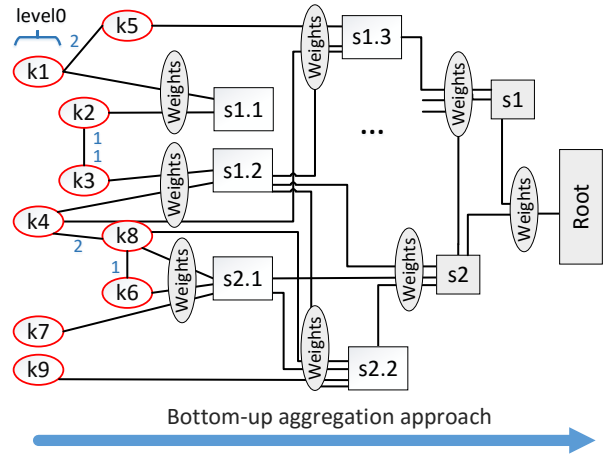 level0
k5
2
k1
k2
1
1
k3
k4
k8
2
1
k6
k7
k9
Weights
s1.1
Weights
s1.2
Weights
s2.1
Weights
s1.3
...
Weights
s2.2
Weights
s1
Weights
s2
Weights
Root
Bottom-up aggregation approach